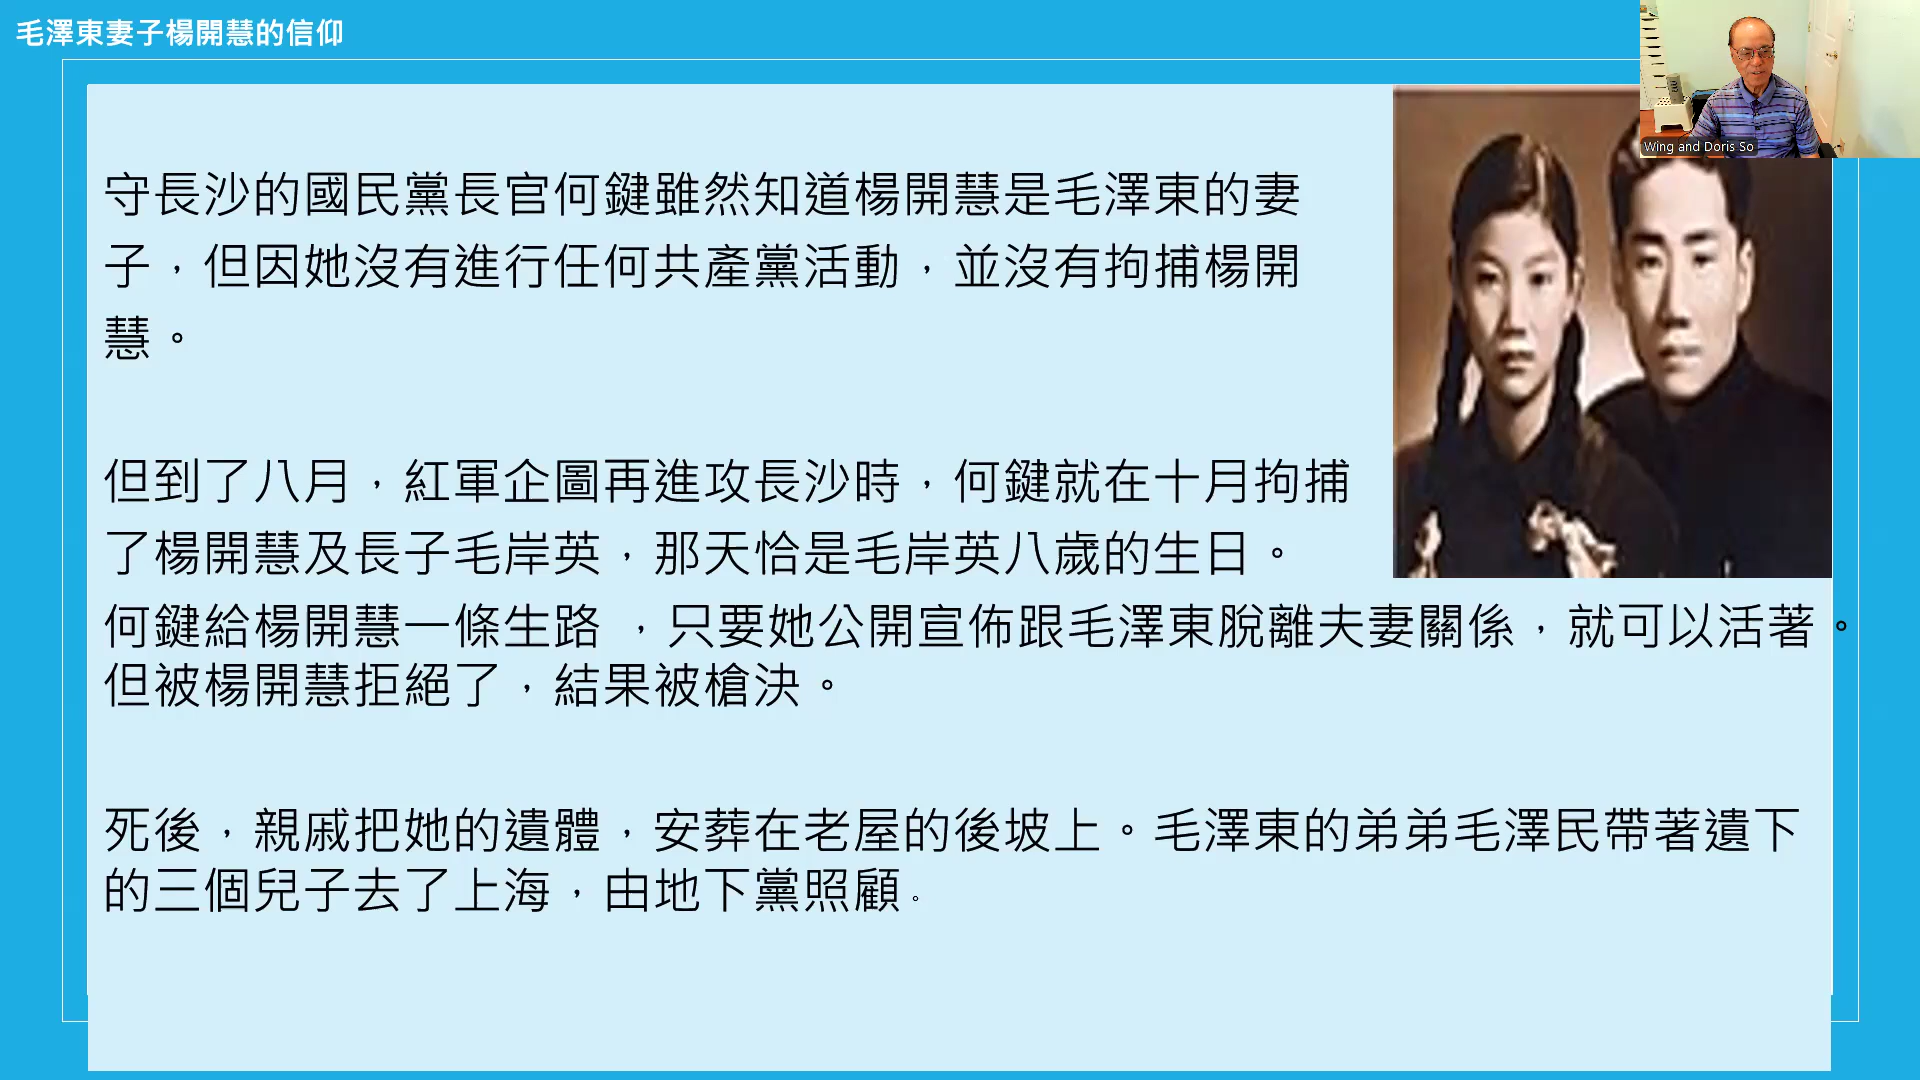 毛澤東妻子楊開慧的信仰
Wing and Doris So
守長沙的國民黨長官何鍵雖然知道楊開慧是毛澤東的妻
子，但因她沒有進行任何共產黨活動，並沒有拘捕楊開
慧。
但到了八月，紅軍企圖再進攻長沙時，何鍵就在十月拘捕
了楊開慧及長子毛岸英，那天恰是毛岸英八歲的生日。
何鍵給楊開慧一條生路 ，只要她公開宣佈跟毛澤東脫離夫妻關係，就可以活著。
但被楊開慧拒絕了，結果被槍決。
死後，親戚把她的遺體，安葬在老屋的後坡上。毛澤東的弟弟毛澤民帶著遺下
的三個兒子去了上海，由地下黨照顧。